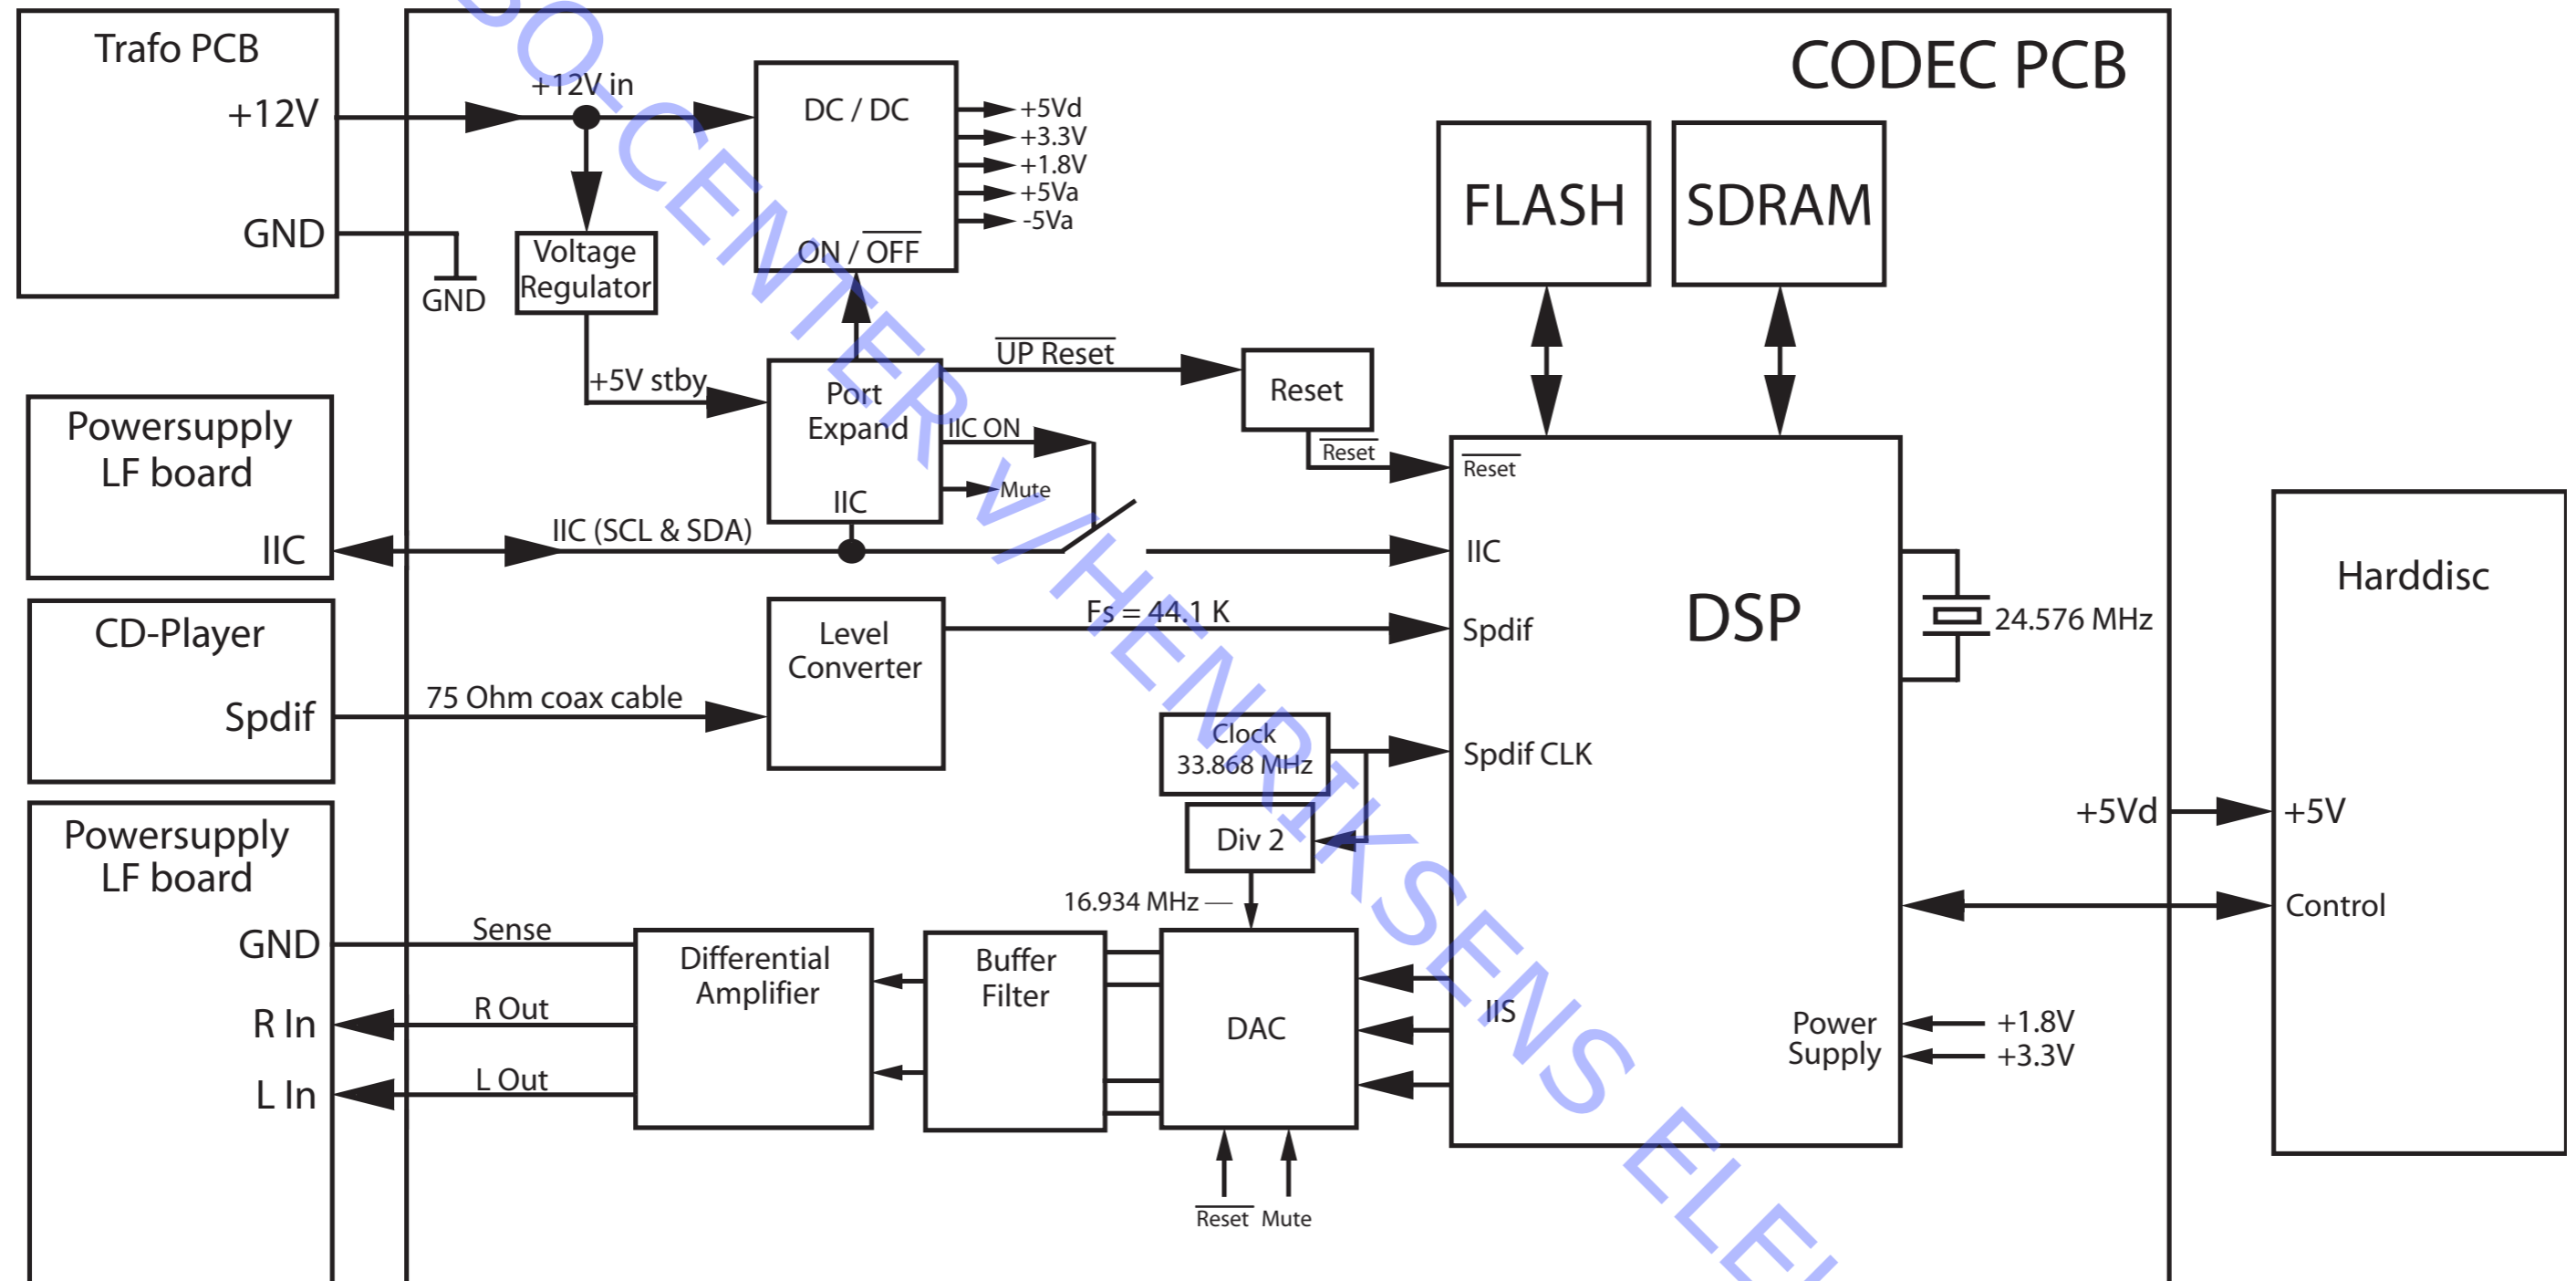 Trafo PCB
+12V
GND
GND
+12V in
DC / DC
ON / OFF
+5Vd
+3.3V
+1.8V
+5Va
-5Va
CODEC PCB
Voltage
Regulator
+5V stby
Port
Expand
IIC
UP Reset
IIC ON
Mute
Reset
Reset
FLASH
SDRAM
Powersupply
LF board
IIC
IIC (SCL & SDA)
CD-Player
Spdif
75 Ohm coax cable
Level
Converter
Fs = 44.1 K
Clock
33.868 MHz
Div 2
16.934 MHz
Reset
IIC
Spdif
DSP
Spdif CLK
IIS
Power
Supply
24.576 MHz
+1.8V
+3.3V
Harddisc
+5Vd
+5V
Control
Powersupply
LF board
GND
R In
L In
Sense
R Out
L Out
Differential
Amplifier
Buffer
Filter
DAC
Reset Mute
O-CENTER v/HENRIKSENS